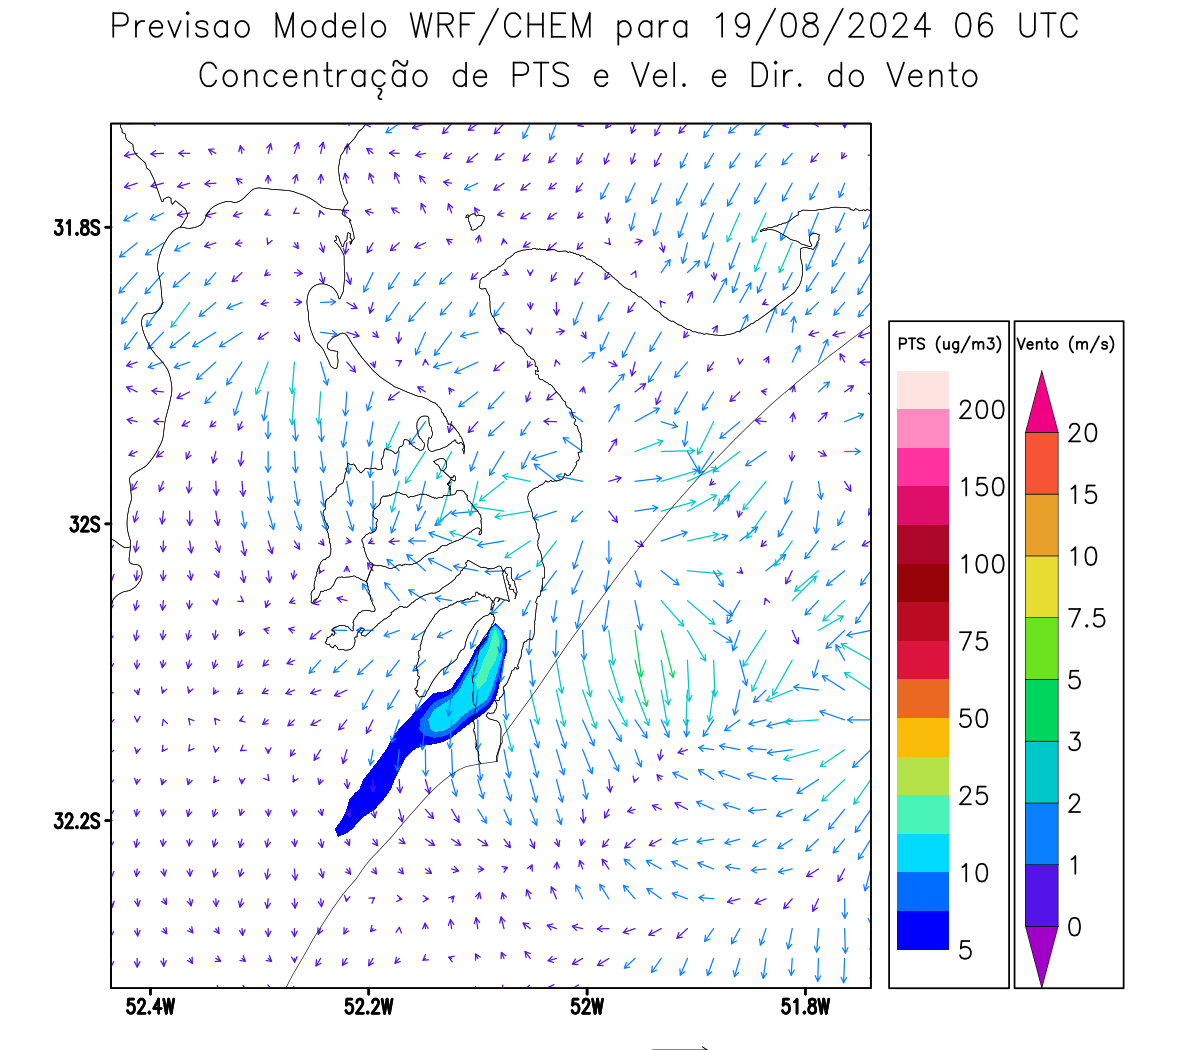 Previsao Modelo WRF/CHEM para 19/08/2024 06 UTC
Concentração de PTS e Vel. e Dir. do Vento
31.8S
32S
32.2S
52.4W
52.2W
52W
51.8W
PTS (ug/m3)
200
150
100
75
50
25
10
5
Vento (m/s)
20
15
10
7.5
5
3
2
1
0